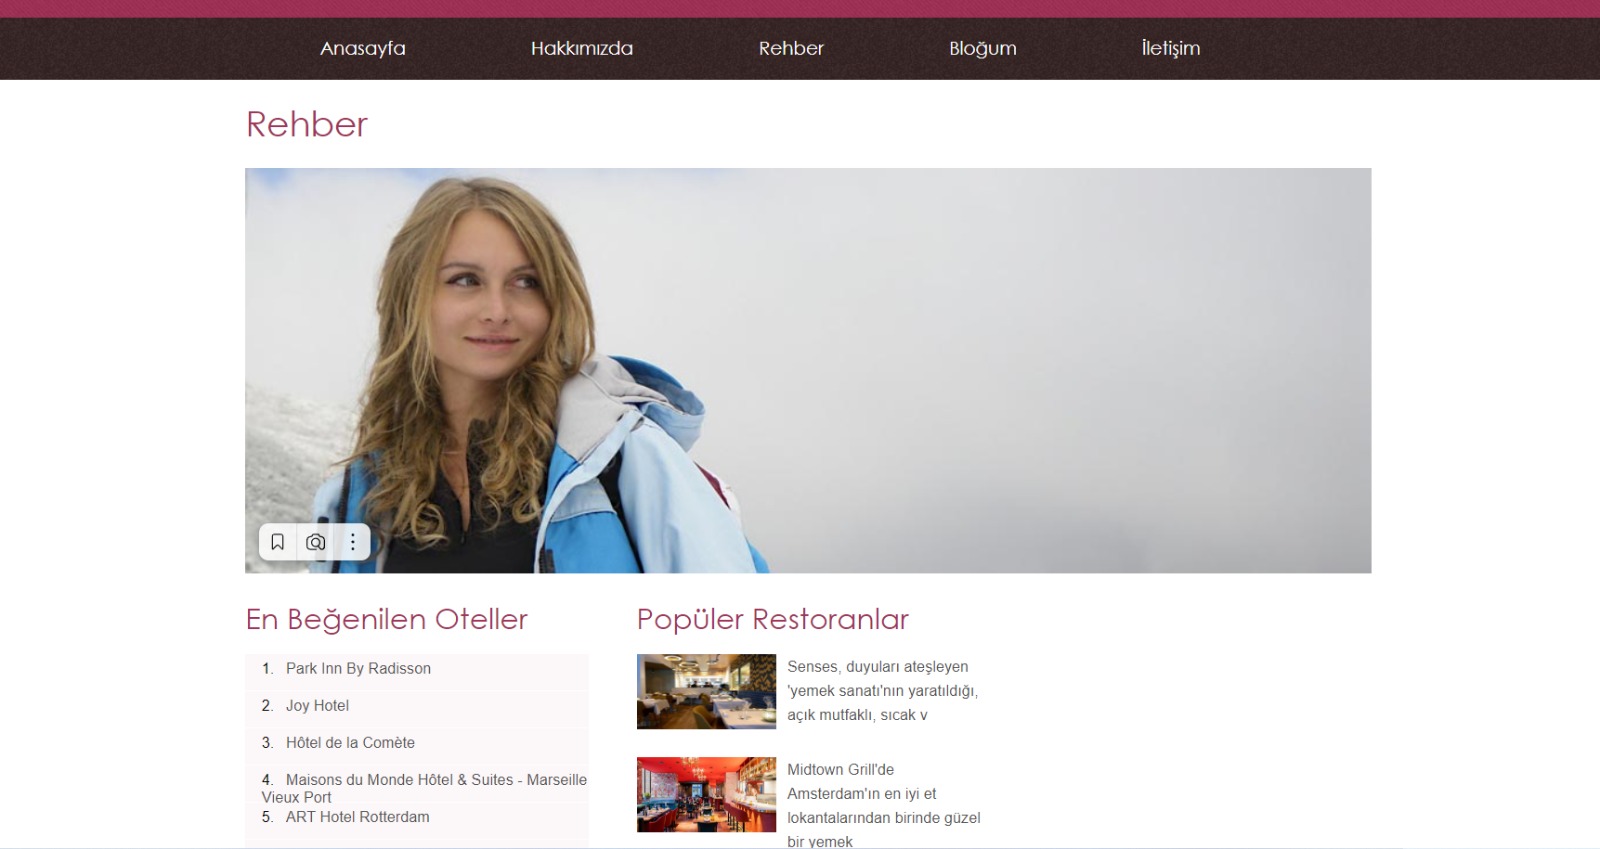 Anasayfa Hakkımızda Rehber Bloğum İletişim
Rehber
En Beğenilen Oteller
1. Park Inn By Radisson
2. Joy Hotel
3. Hôtel de la Comète
4. Maisons du Monde Hôtel & Suites - Marseille
Vieux Port
5. ART Hotel Rotterdam
Popüler Restoranlar
Senses, duyuları ateşleyen
'yemek sanatı'nın yaratıldığı,
açık mutfaklı, sıcak v
Midtown Grill'de
Amsterdam'ın en iyi et
lokantalarından birinde güzel
bir yemek